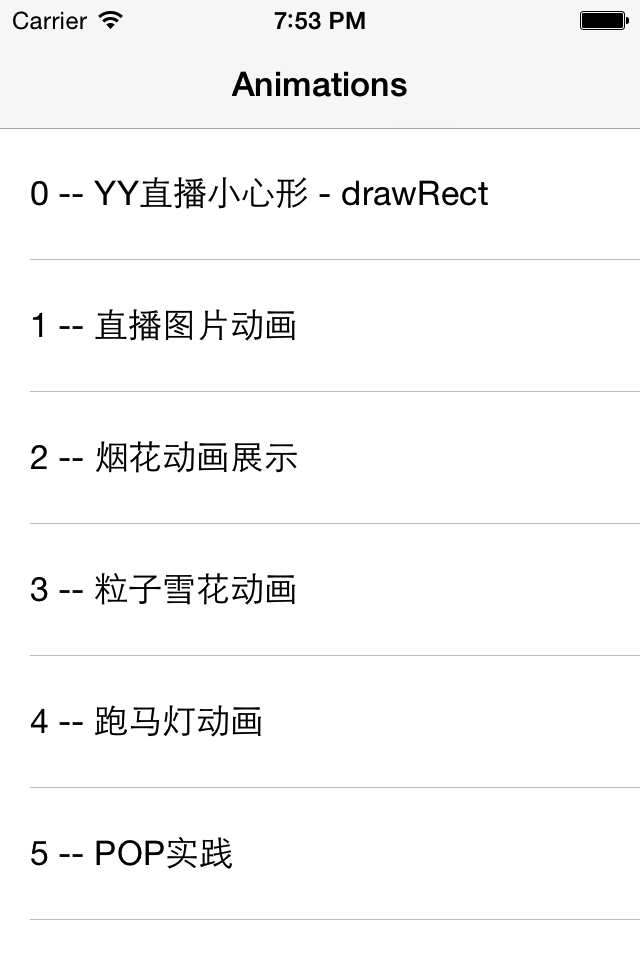 Carrier 7:53 PM
Animations
0 -- YY直播小心形 - drawRect
1 -- 直播图片动画
2 -- 烟花动画展示
3 -- 粒子雪花动画
4 -- 跑马灯动画
5 -- POP实践